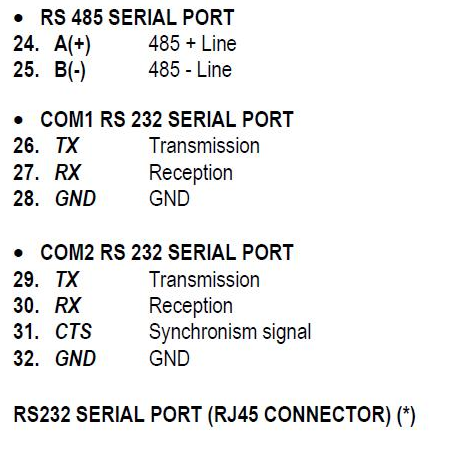 • RS 485 SERIAL PORT
24. A(+) 485 + Line
25. B(-) 485 - Line
• COM1 RS 232 SERIAL PORT
26. TX Transmission
27. RX Reception
28. GND GND
• COM2 RS 232 SERIAL PORT
29. TX Transmission
30. RX Reception
31. CTS Synchronism signal
32. GND GND
RS232 SERIAL PORT (RJ45 CONNECTOR) (*)